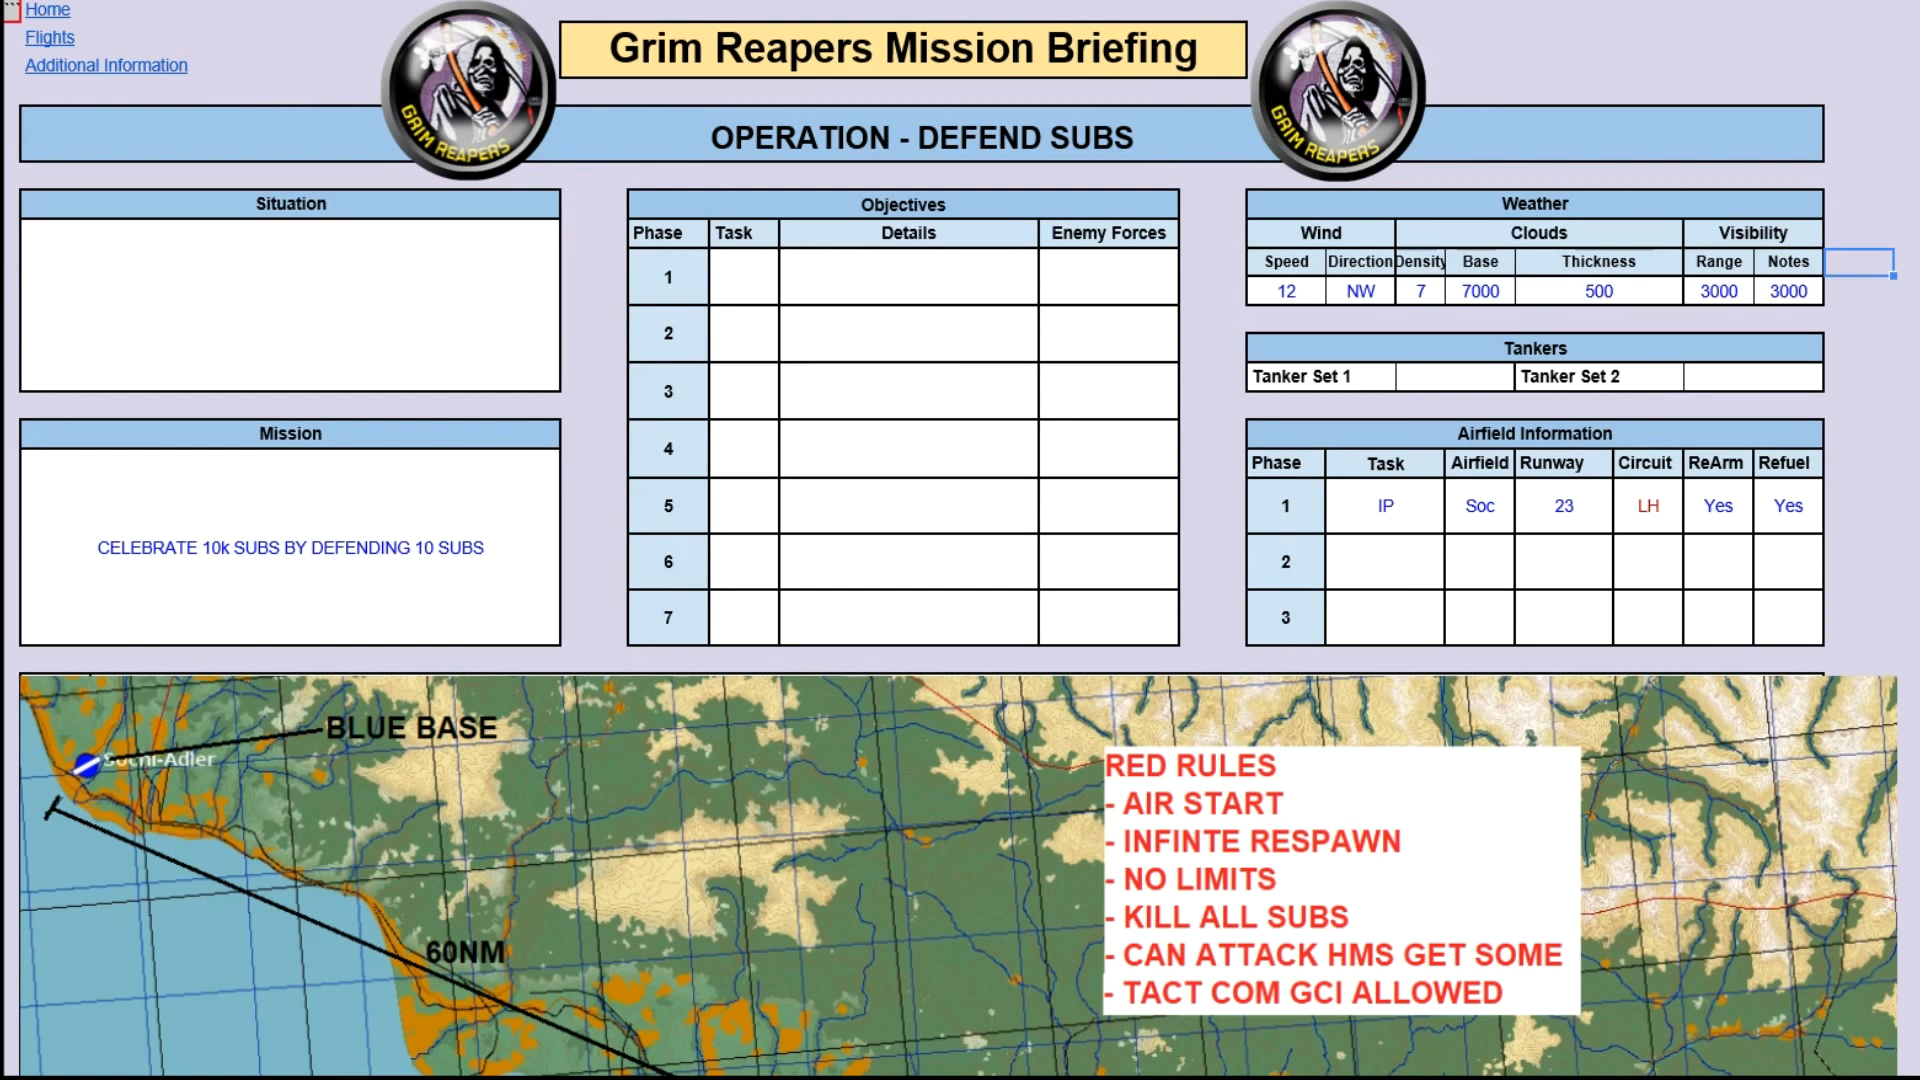 Home
Flights
Additional Information
Grim Reapers Mission Briefing
GRIM REAPERS
GRIM REAPERS
OPERATION - DEFEND SUBS
Situation
Mission
CELEBRATE 10k SUBS BY DEFENDING 10 SUBS
Objectives
Phase Task Details Enemy Forces
1
2
3
4
5
6
7
Weather
Wind Clouds Visibility
Speed Direction Density Base Thickness Range Notes
12 NW 7 7000 500 3000 3000
Tankers
Tanker Set 1 Tanker Set 2
Airfield Information
Phase Task Airfield Runway Circuit ReArm Refuel
1 IP Soc 23 LH Yes Yes
2
3
BLUE BASE
Sochi-Adler
60NM
RED RULES
- AIR START
- INFINTE RESPAWN
- NO LIMITS
- KILL ALL SUBS
- CAN ATTACK HMS GET SOME
- TACT COM GCI ALLOWED